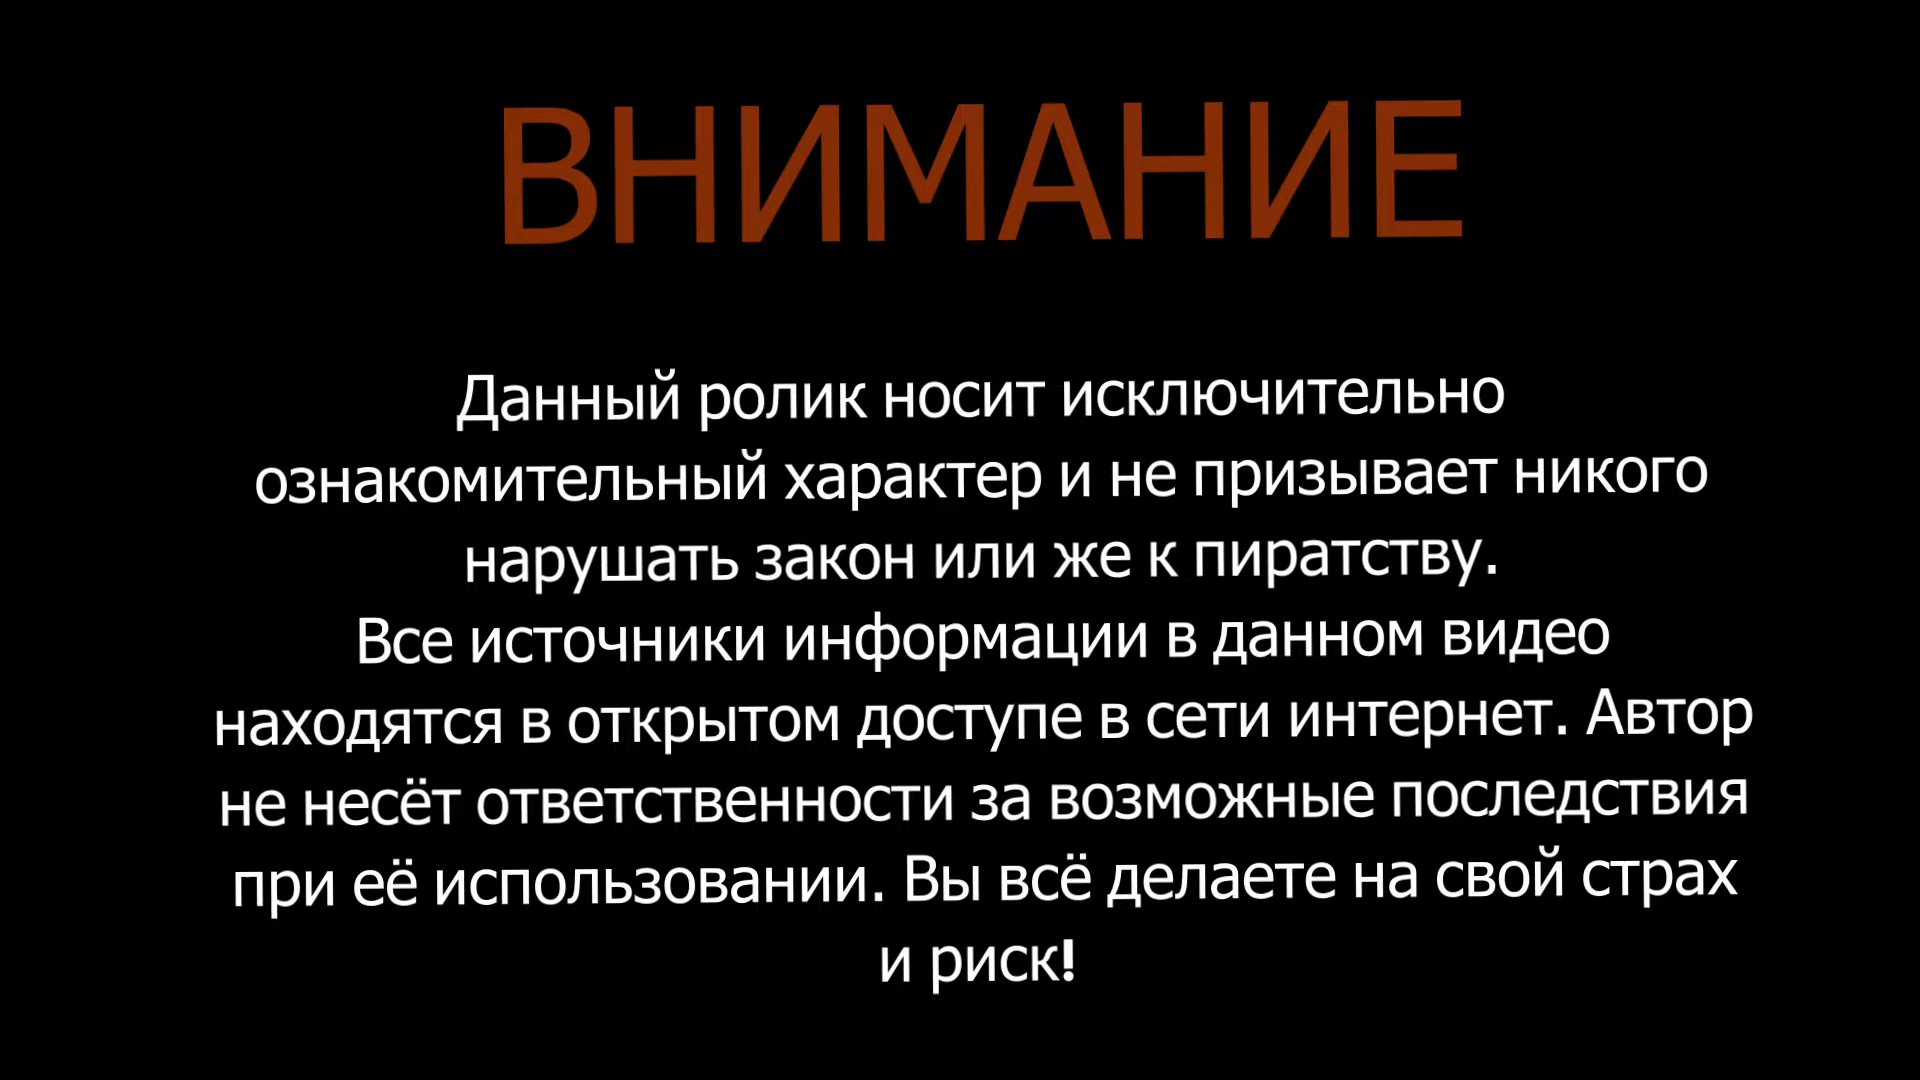 ВНИМАНИЕ
Данный ролик носит исключительно
ознакомительный характер и не призывает никого
нарушать закон или же к пиратству.
Все источники информации в данном видео
находятся в открытом доступе в сети интернет. Автор
не несёт ответственности за возможные последствия
при её использовании. Вы всё делаете на свой страх
и риск!